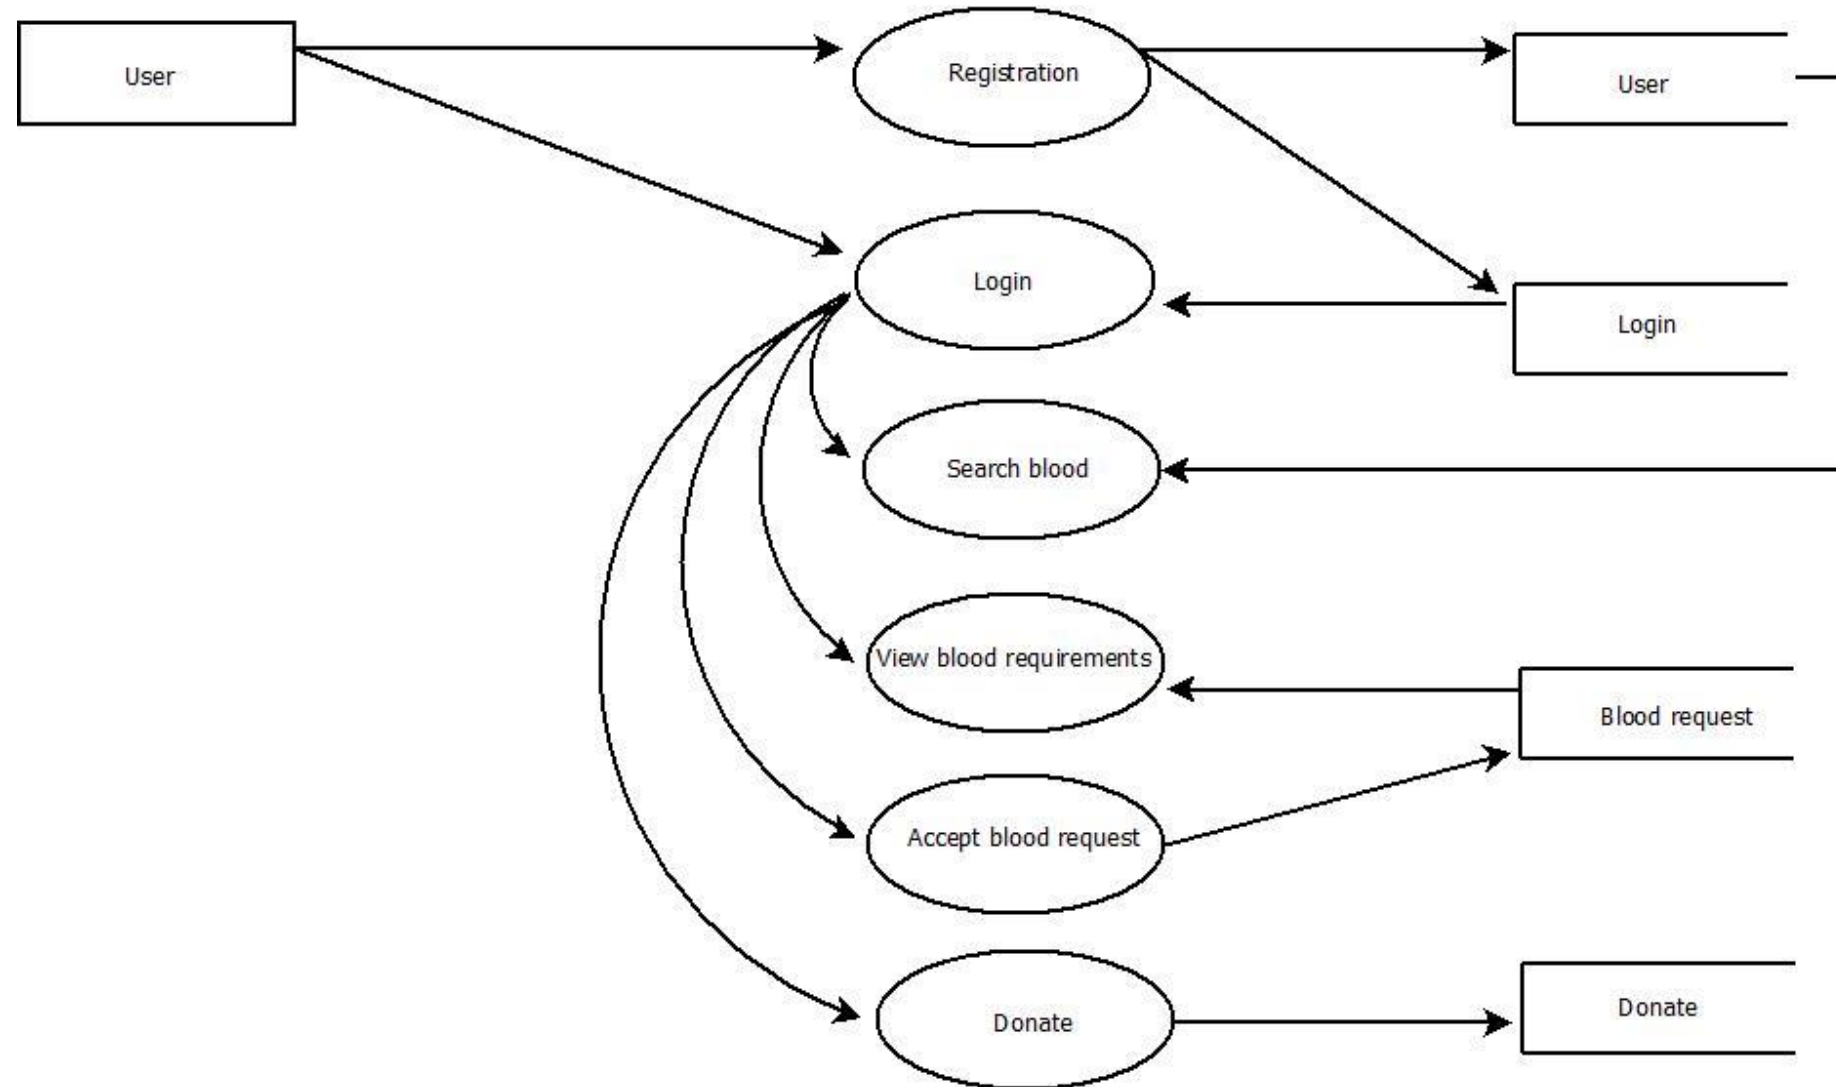 User
Registration
User
Login
Login
Search blood
View blood requirements
Blood request
Accept blood request
Donate
Donate